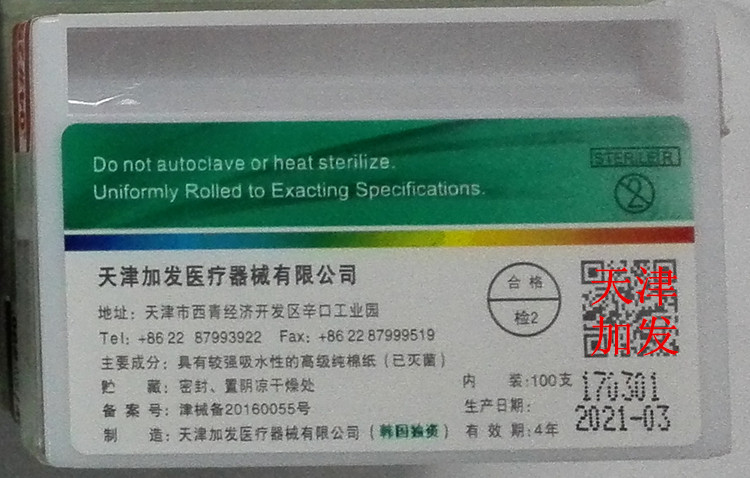 Do not autoclave or heat sterilize.
Uniformly Rolled to Exacting Specifications.
STERILE R
2
天津加发医疗器械有限公司
地址：天津市西青经济开发区辛口工业园
Tel：+86 22 87993922 Fax：+86 22 87999519
主要成分：具有较强吸水性的高级纯棉纸（已灭菌）
贮 藏：密封、置阴凉干燥处
备 案 号：津械备20160055号
制 造：天津加发医疗器械有限公司（韩国独资）
合格
检2
天津
加发
内 装：100支
生产日期：
170301
有 效 期：4年
2021-03